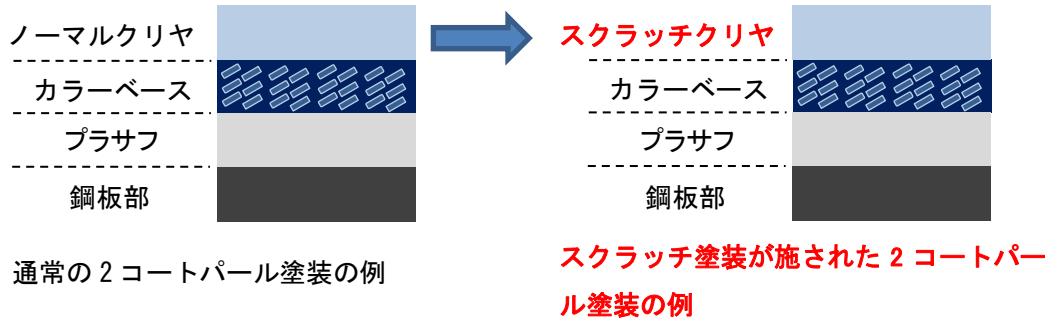 ノーマルクリヤ
カラーベース
プラサフ
鋼板部
通常の2コートパール塗装の例
スクラッチクリヤ
カラーベース
プラサフ
鋼板部
スクラッチ塗装が施された2コートパー
ル塗装の例